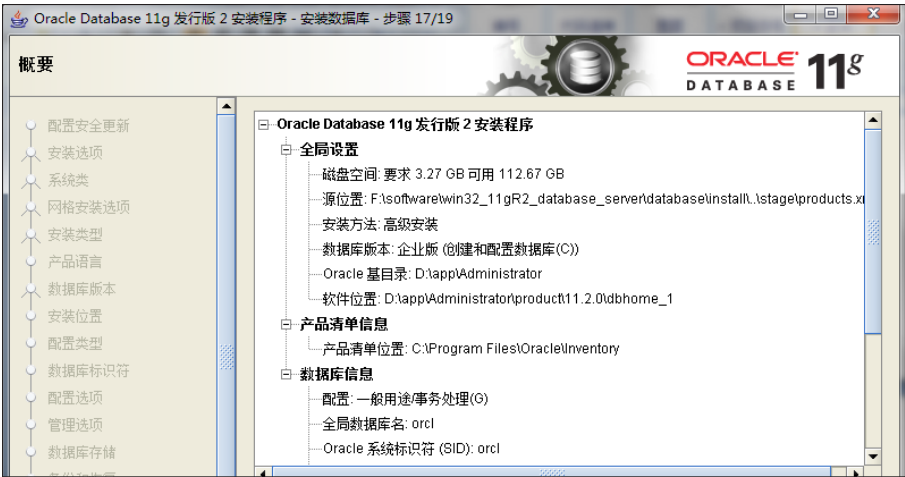 Oracle Database 11g 发行版 2 安装程序 - 安装数据库 - 步骤 17/19
概要
ORACLE 11g
DATABASE
配置安全更新
安装选项
系统类
网格安装选项
安装类型
产品语言
数据库版本
安装位置
配置类型
数据库标识符
配置选项
管理选项
数据库存储
Oracle Database 11g 发行版 2 安装程序
全局设置
磁盘空间: 要求 3.27 GB 可用 112.67 GB
源位置: F:\software\win32_11gR2_database_server\database\install\..\stage\products.x
安装方法: 高级安装
数据库版本: 企业版 (创建和配置数据库(C))
Oracle 基目录: D:\app\Administrator
软件位置: D:\app\Administrator\product\11.2.0\dbhome_1
产品清单信息
产品清单位置: C:\Program Files\Oracle\Inventory
数据库信息
配置: 一般用途/事务处理(G)
全局数据库名: orcl
Oracle 系统标识符 (SID): orcl